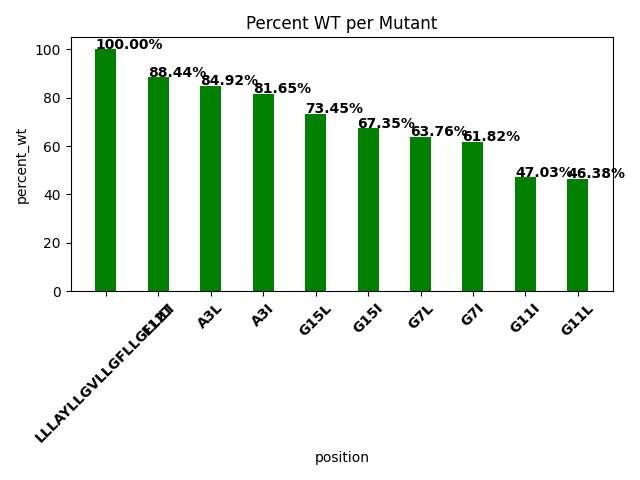 Percent WT per Mutant
100.00%
88.44%
84.92%
81.65%
73.45%
67.35%
63.76%
61.82%
47.03%
46.38%
percent_wt
100
80
60
40
20
0
A3L
A3I
G15L
G15I
G7L
G7I
G11I
G11L
position